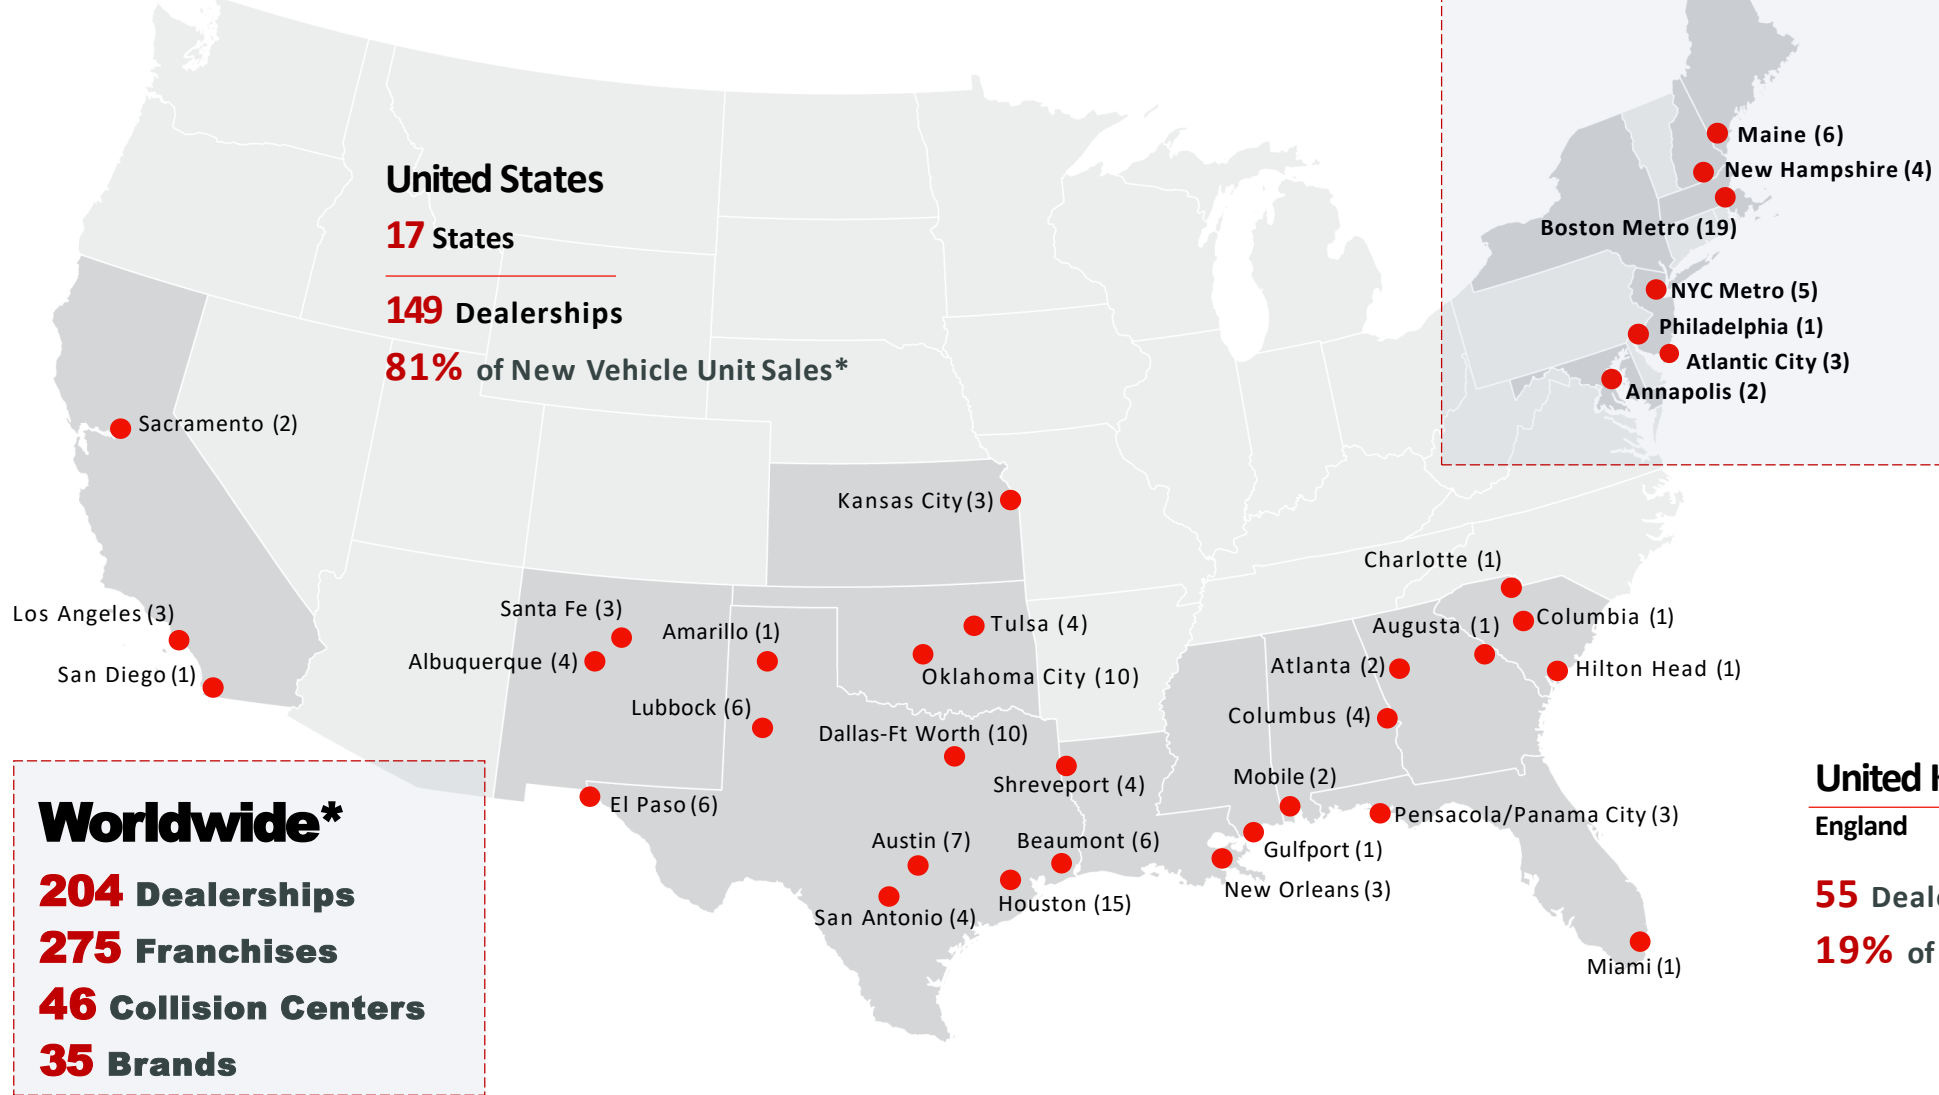 United States
17 States
149 Dealerships
81% of New Vehicle Unit Sales*
Maine (6)
New Hampshire (4)
Boston Metro (19)
NYC Metro (5)
Philadelphia (1)
Atlantic City (3)
Annapolis (2)
Sacramento (2)
Kansas City (3)
Charlotte (1)
Los Angeles (3)
Santa Fe (3)
Amarillo (1)
Tulsa (4)
Augusta (1)
Columbia (1)
San Diego (1)
Albuquerque (4)
Oklahoma City (10)
Atlanta (2)
Hilton Head (1)
Lubbock (6)
Dallas-Ft Worth (10)
Columbus (4)
Shreveport (4)
Mobile (2)
El Paso (6)
Pensacola/Panama City (3)
Austin (7)
Beaumont (6)
Gulfport (1)
San Antonio (4)
Houston (15)
New Orleans (3)
Miami (1)
Worldwide*
204 Dealerships
275 Franchises
46 Collision Centers
35 Brands
United
England
55
19% of